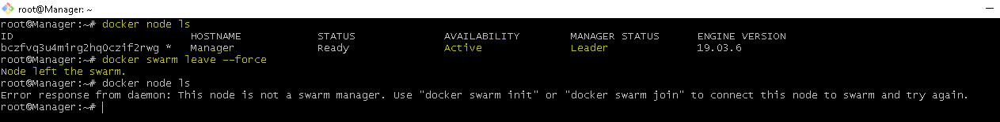 root@Manager: ~
root@Manager:~# docker node ls
ID HOSTNAME STATUS AVAILABILITY MANAGER STATUS ENGINE VERSION
bczfvq3u4mirg2hq0czif2rwg * Manager Ready Active Leader 19.03.6
root@Manager:~# docker swarm leave --force
Node left the swarm.
root@Manager:~# docker node ls
Error response from daemon: This node is not a swarm manager. Use "docker swarm init" or "docker swarm join" to connect this node to swarm and try again.
root@Manager:~#